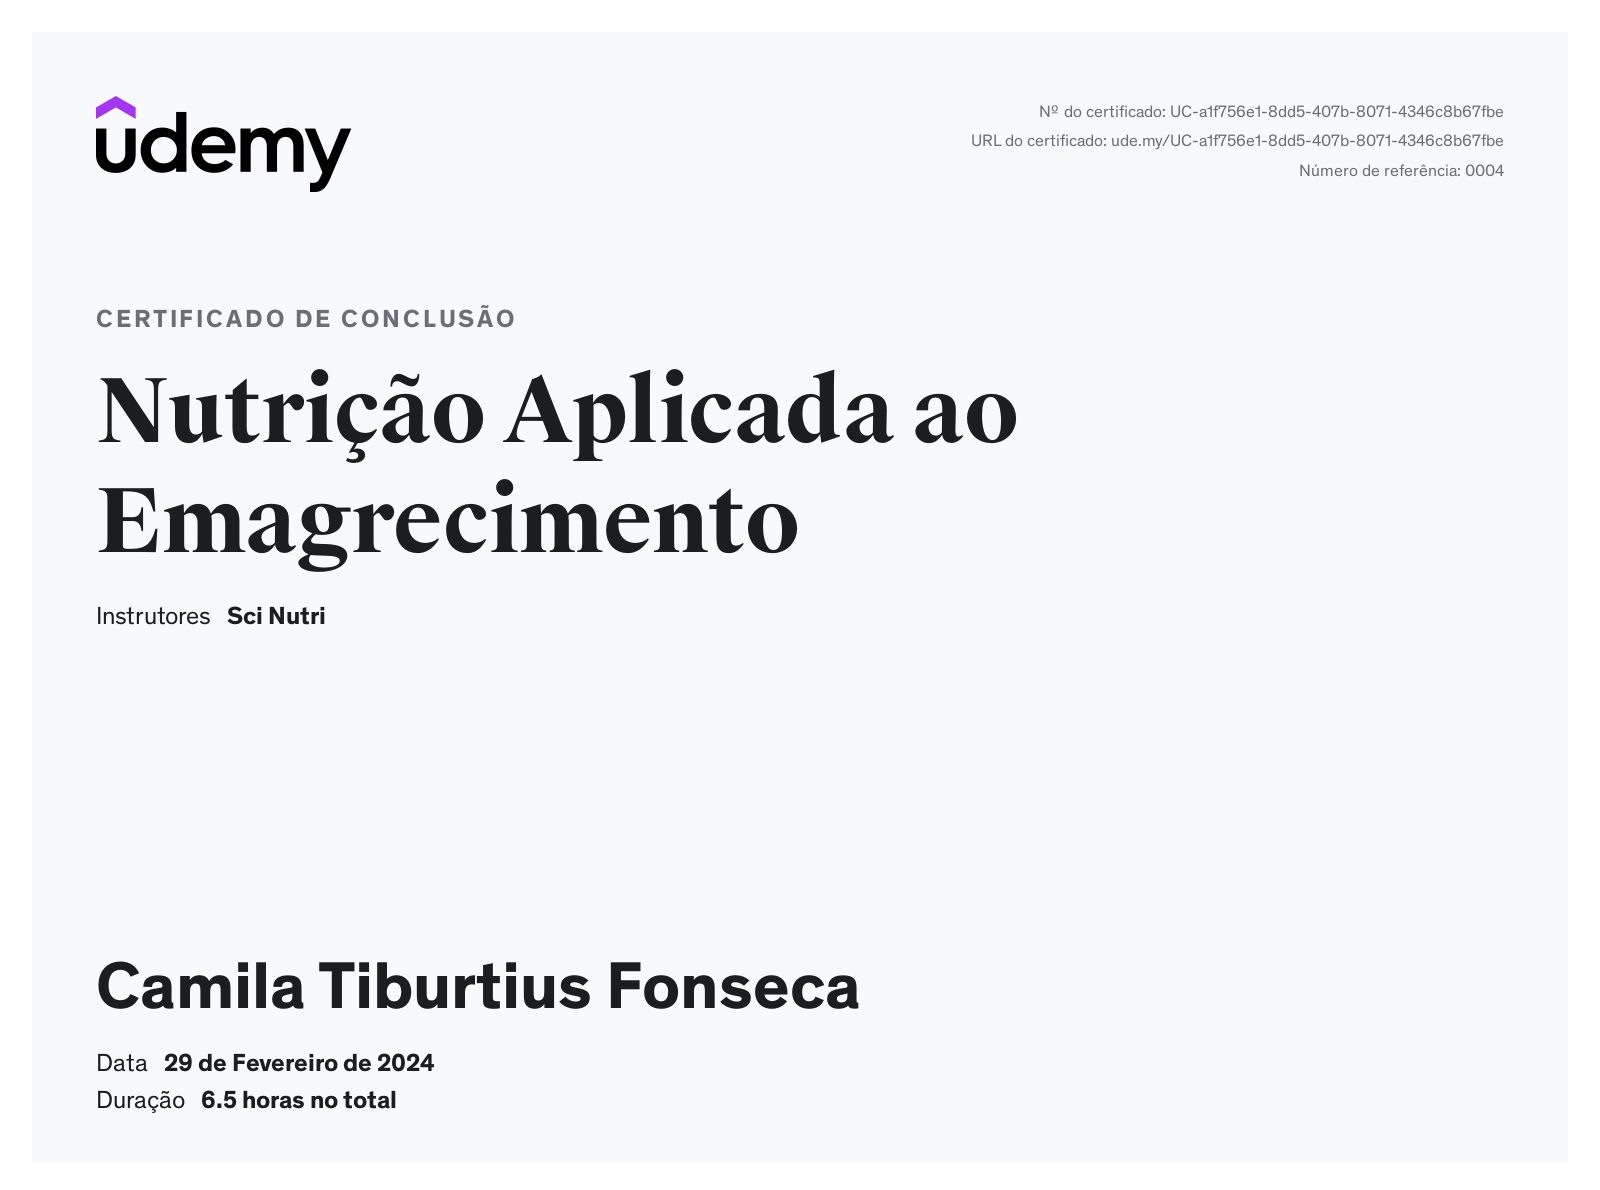 udemy
Nº do certificado: UC-a1f756e1-8dd5-407b-8071-4346c8b67fbe
URL do certificado: ude.my/UC-a1f756e1-8dd5-407b-8071-4346c8b67fbe
Número de referência: 0004
CERTIFICADO DE CONCLUSÃO
Nutrição Aplicada ao
Emagrecimento
Instrutores Sci Nutri
Camila Tiburtius Fonseca
Data 29 de Fevereiro de 2024
Duração 6.5 horas no total